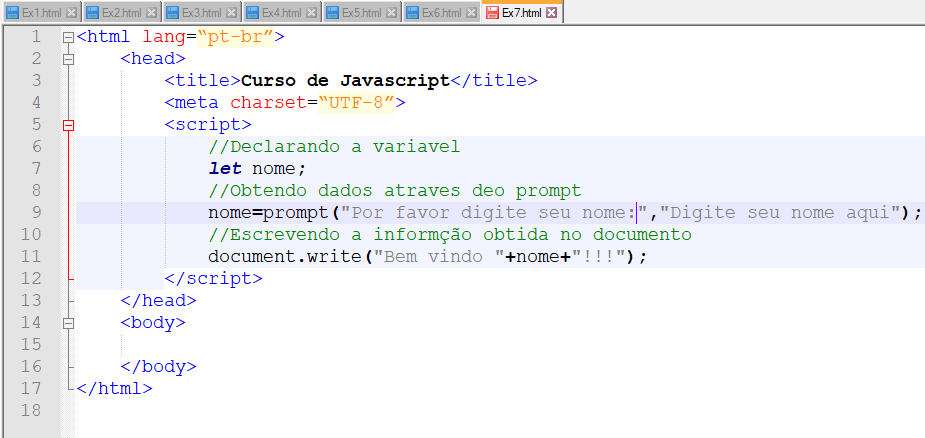 Ex1.html Ex2.html Ex3.html Ex4.html Ex5.html Ex6.html Ex7.html
1 <html lang=“pt-br”>
2 <head>
3 <title>Curso de Javascript</title>
4 <meta charset=“UTF-8”>
5 <script>
6 //Declarando a variavel
7 let nome;
8 //Obtendo dados atraves deo prompt
9 nome=prompt("Por favor digite seu nome:","Digite seu nome aqui");
10 //Escrevendo a informção obtida no documento
11 document.write("Bem vindo "+nome+"!!!");
12 </script>
13 </head>
14 <body>
15
16 </body>
17 </html>
18